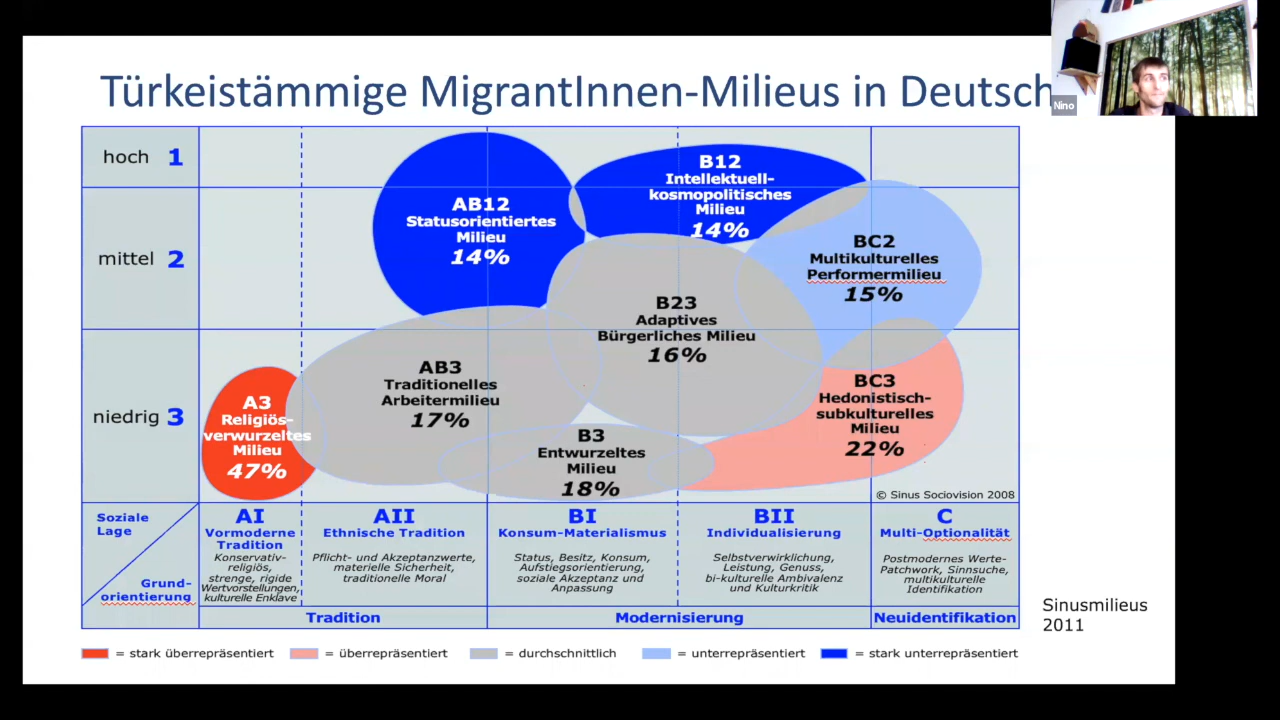 Türkeistämmige MigrantInnen-Milieus in Deutsch
Nino
hoch 1
mittel 2
niedrig 3
AB12
Statusorientiertes
Milieu
14%
B12
Intellektuell-
kosmopolitisches
Milieu
14%
BC2
Multikulturelles
Performermilieu
15%
B23
Adaptives
Bürgerliches Milieu
16%
AB3
Traditionelles
Arbeitermilieu
17%
A3
Religiös-
verwurzeltes
Milieu
47%
B3
Entwurzeltes
Milieu
18%
BC3
Hedonistisch-
subkulturelles
Milieu
22%
© Sinus Sociovision 2008
Soziale
Lage
Grund-
orientierung
AI
Vormoderne
Tradition
Konservativ-
religiös,
strenge, rigide
Wertvorstellungen,
kulturelle Enklave
AII
Ethnische Tradition
Pflicht- und Akzeptanzwerte,
materielle Sicherheit,
traditionelle Moral
BI
Konsum-Materialismus
Status, Besitz, Konsum,
Aufstiegsorientierung,
soziale Akzeptanz und
Anpassung
BII
Individualisierung
Selbstverwirklichung,
Leistung, Genuss,
bi-kulturelle Ambivalenz
und Kulturkritik
C
Multi-Optionalität
Postmodernes Werte-
Patchwork, Sinnsuche,
multikulturelle
Identifikation
Tradition
Modernisierung
Neuidentifikation
Sinusmilieus
2011
= stark überrepräsentiert
= überrepräsentiert
= durchschnittlich
= unterrepräsentiert
= stark unterrepräsentiert